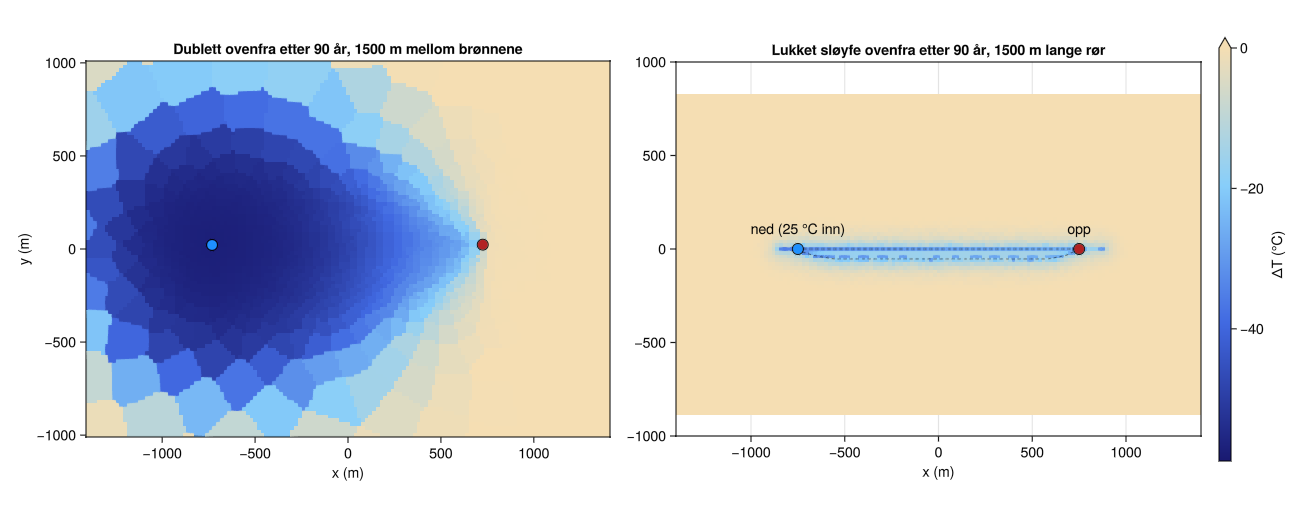 Dublett ovenfra etter 90 år, 1500 m mellom brønnene
1000
500
0
−500
−1000
y (m)
−1000
−500
0
500
1000
x (m)
Lukket sløyfe ovenfra etter 90 år, 1500 m lange rør
1000
500
0
−500
−1000
ned (25 °C inn)
opp
−1000
−500
0
500
1000
x (m)
0
−20
−40
ΔT (°C)